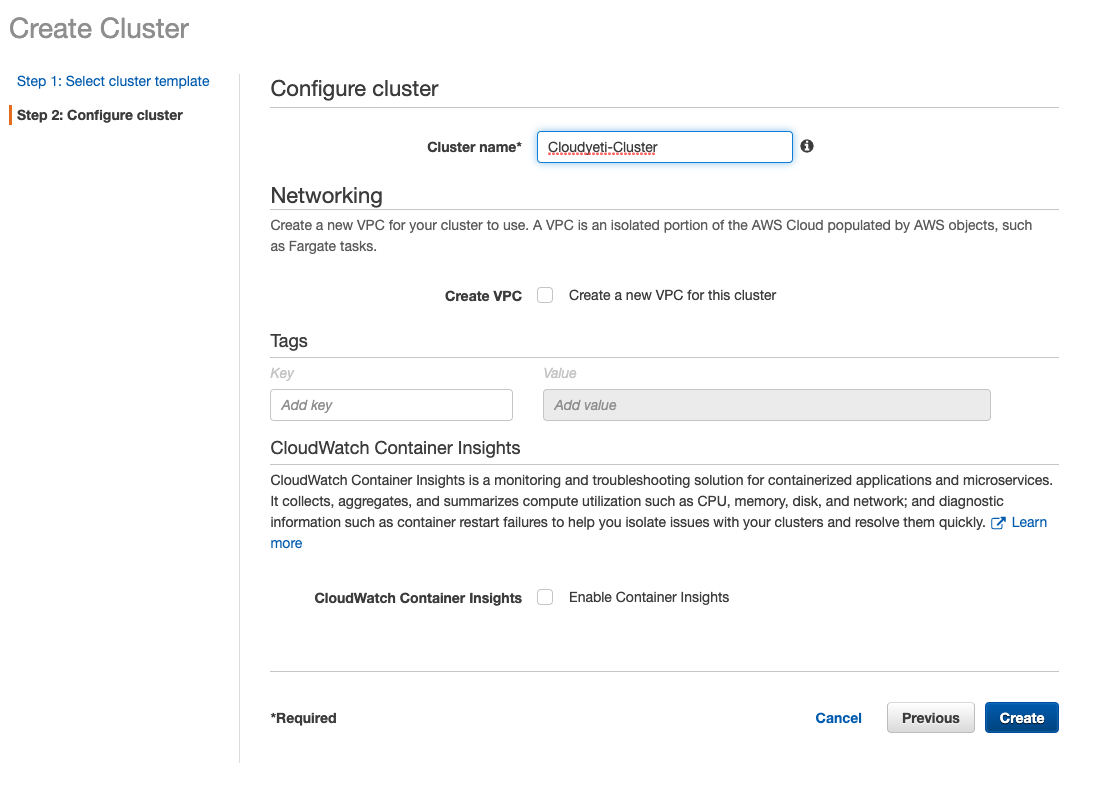 Create Cluster
Step 1: Select cluster template
Step 2: Configure cluster
Configure cluster
Cluster name* Cloudyeti-Cluster
Networking
Create a new VPC for your cluster to use. A VPC is an isolated portion of the AWS Cloud populated by AWS objects, such
as Fargate tasks.
Create VPC Create a new VPC for this cluster
Tags
Key Value
Add key Add value
CloudWatch Container Insights
CloudWatch Container Insights is a monitoring and troubleshooting solution for containerized applications and microservices.
It collects, aggregates, and summarizes compute utilization such as CPU, memory, disk, and network; and diagnostic
information such as container restart failures to help you isolate issues with your clusters and resolve them quickly. Learn
more
CloudWatch Container Insights Enable Container Insights
*Required Cancel Previous Create